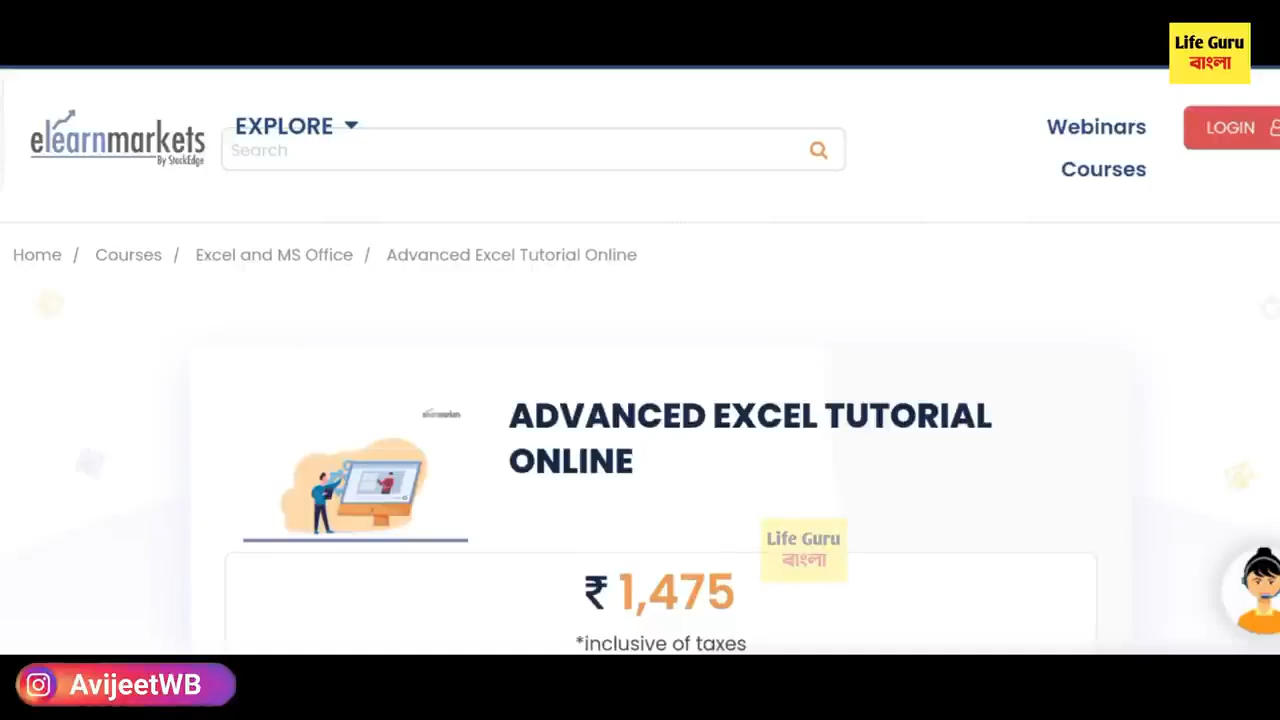 Life Guru
বাংলা
elearnmarkets
By StockEdge
EXPLORE
Search
Webinars
Courses
LOGIN
Home / Courses / Excel and MS Office / Advanced Excel Tutorial Online
elearnmarkets
ADVANCED EXCEL TUTORIAL
ONLINE
Life Guru
বাংলা
₹ 1,475
*inclusive of taxes
AvijeetWB